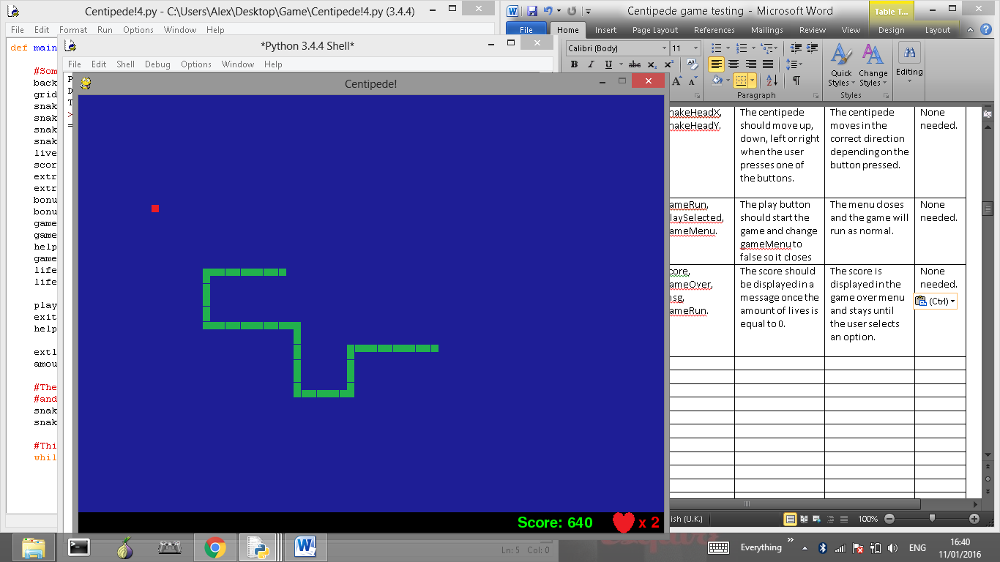 Centipede!4.py - C:\Users\Alex\Desktop\Game\Centipede!4.py (3.4.4)
File Edit Format Run Options Window Help
def main
#Som
back
grid
snak
snak
snak
snak
live
scor
extr
extr
bonu
bonu
game
game
help
game
life
life
play
exit
help
extl
amou
#The
#and
snak
snak
#Thi
whil
*Python 3.4.4 Shell*
File Edit Shell Debug Options Window Help
P
D
T
>
=
Ln: 5 Col: 0
Centipede!
Score: 640
x 2
Centipede game testing - Microsoft Word
Table T...
File Home Insert Page Layout References Mailings Review View Design Layout
Calibri (Body) 11
B I U abc x₂ x²
Quick Styles
Change Styles
Editing
Paragraph
Styles
nakeHeadX,
nakeHeadY.
The centipede
should move up,
down, left or right
when the user
presses one of
the buttons.
The centipede
moves in the
correct direction
depending on the
button pressed.
None
needed.
ameRun,
laySelected,
ameMenu.
The play button
should start the
game and change
gameMenu to
false so it closes
The menu closes
and the game will
run as normal.
None
needed.
core,
ameOver,
nsg,
ameRun.
The score should
be displayed in a
message once the
amount of lives is
equal to 0.
The score is
displayed in the
game over menu
and stays until
the user selects
an option.
None
needed.
(Ctrl)
ish (U.K.)
100%
Everything
ENG
16:40
11/01/2016